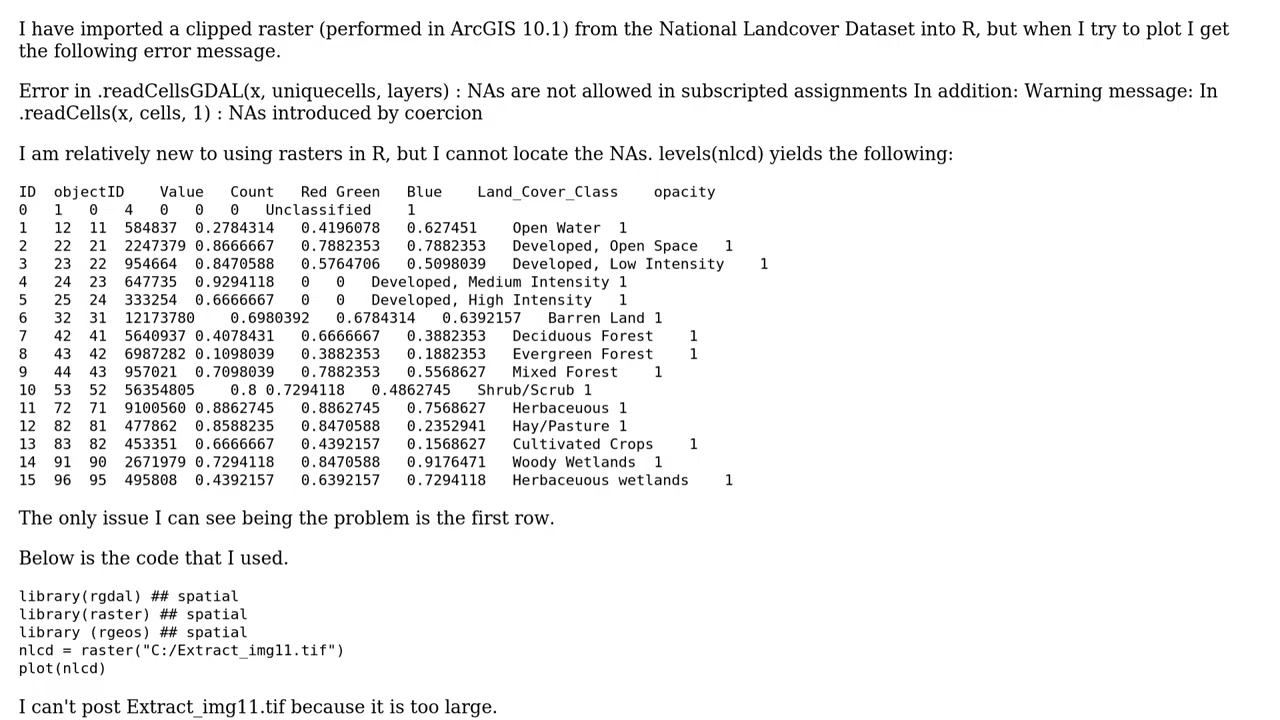 I have imported a clipped raster (performed in ArcGIS 10.1) from the National Landcover Dataset into R, but when I try to plot I get
the following error message.
Error in .readCellsGDAL(x, uniquecells, layers) : NAs are not allowed in subscripted assignments In addition: Warning message: In
.readCells(x, cells, 1) : NAs introduced by coercion
I am relatively new to using rasters in R, but I cannot locate the NAs. levels(nlcd) yields the following:
ID  objectID    Value   Count   Red Green   Blue    Land_Cover_Class    opacity
0   1   0   4   0   0   0   Unclassified    1
1   12  11  584837  0.2784314   0.4196078   0.627451    Open Water  1
2   22  21  2247379 0.8666667   0.7882353   0.7882353   Developed, Open Space   1
3   23  22  954664  0.8470588   0.5764706   0.5098039   Developed, Low Intensity    1
4   24  23  647735  0.9294118   0   0   Developed, Medium Intensity 1
5   25  24  333254  0.6666667   0   0   Developed, High Intensity   1
6   32  31  12173780    0.6980392   0.6784314   0.6392157   Barren Land 1
7   42  41  5640937 0.4078431   0.6666667   0.3882353   Deciduous Forest    1
8   43  42  6987282 0.1098039   0.3882353   0.1882353   Evergreen Forest    1
9   44  43  957021  0.7098039   0.7882353   0.5568627   Mixed Forest    1
10  53  52  56354805    0.8 0.7294118   0.4862745   Shrub/Scrub 1
11  72  71  9100560 0.8862745   0.8862745   0.7568627   Herbaceuous 1
12  82  81  477862  0.8588235   0.8470588   0.2352941   Hay/Pasture 1
13  83  82  453351  0.6666667   0.4392157   0.1568627   Cultivated Crops    1
14  91  90  2671979 0.7294118   0.8470588   0.9176471   Woody Wetlands  1
15  96  95  495808  0.4392157   0.6392157   0.7294118   Herbaceuous wetlands    1
The only issue I can see being the problem is the first row.
Below is the code that I used.
library(rgdal) ## spatial
library(raster) ## spatial
library (rgeos) ## spatial
nlcd = raster("C:/Extract_img11.tif")
plot(nlcd)
I can't post Extract_img11.tif because it is too large.